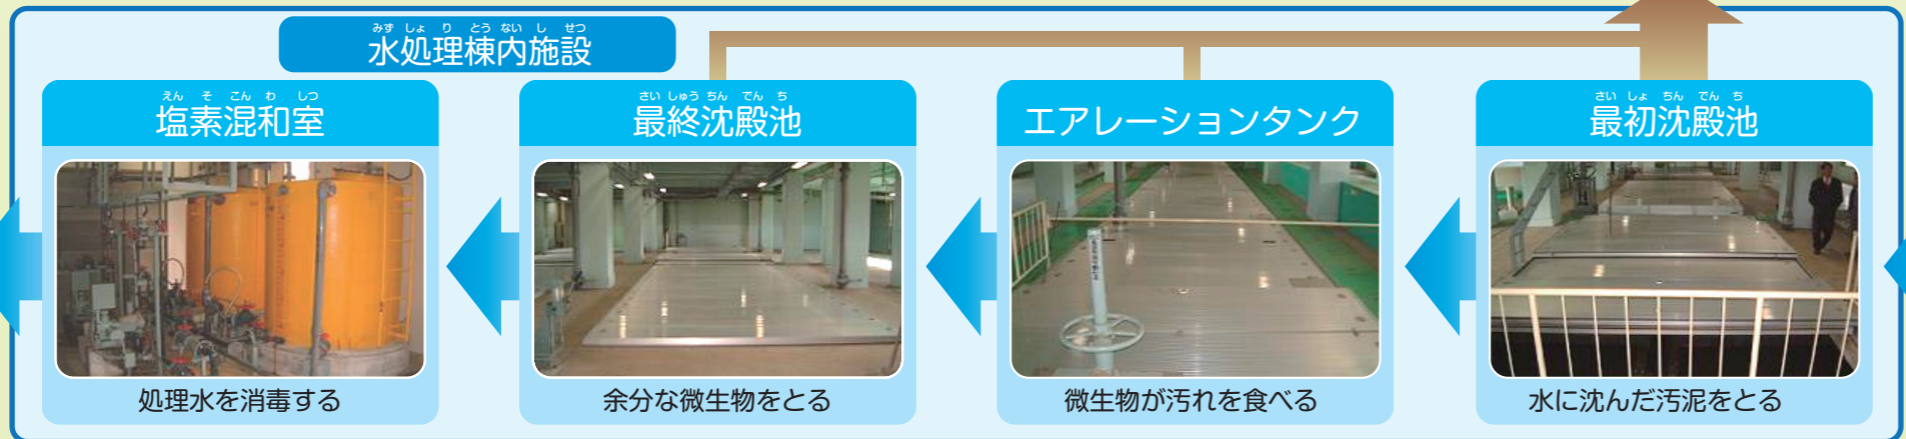 みず しょ り とう ない し せつ
水処理棟内施設
えん そ こん わ しつ
塩素混和室
処理水を消毒する
さい しゅう ちん でん ち
最終沈殿池
余分な微生物をとる
エアレーションタンク
微生物が汚れを食べる
さい しょ ちん でん ち
最初沈殿池
水に沈んだ汚泥をとる